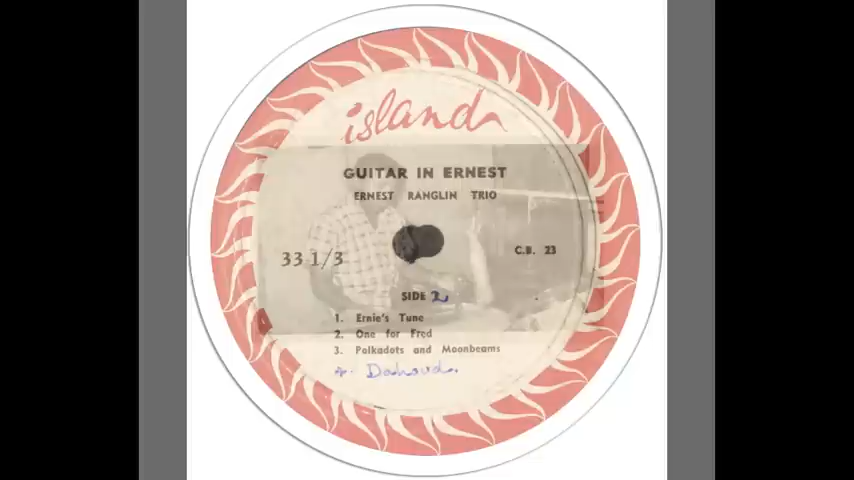 island
GUITAR IN ERNEST
ERNEST RANGLIN TRIO
33 1/3
C.B. 23
SIDE 2
1. Ernie's Tune
2. One for Fred
3. Polkadots and Moonbeams
4. Dahoud.